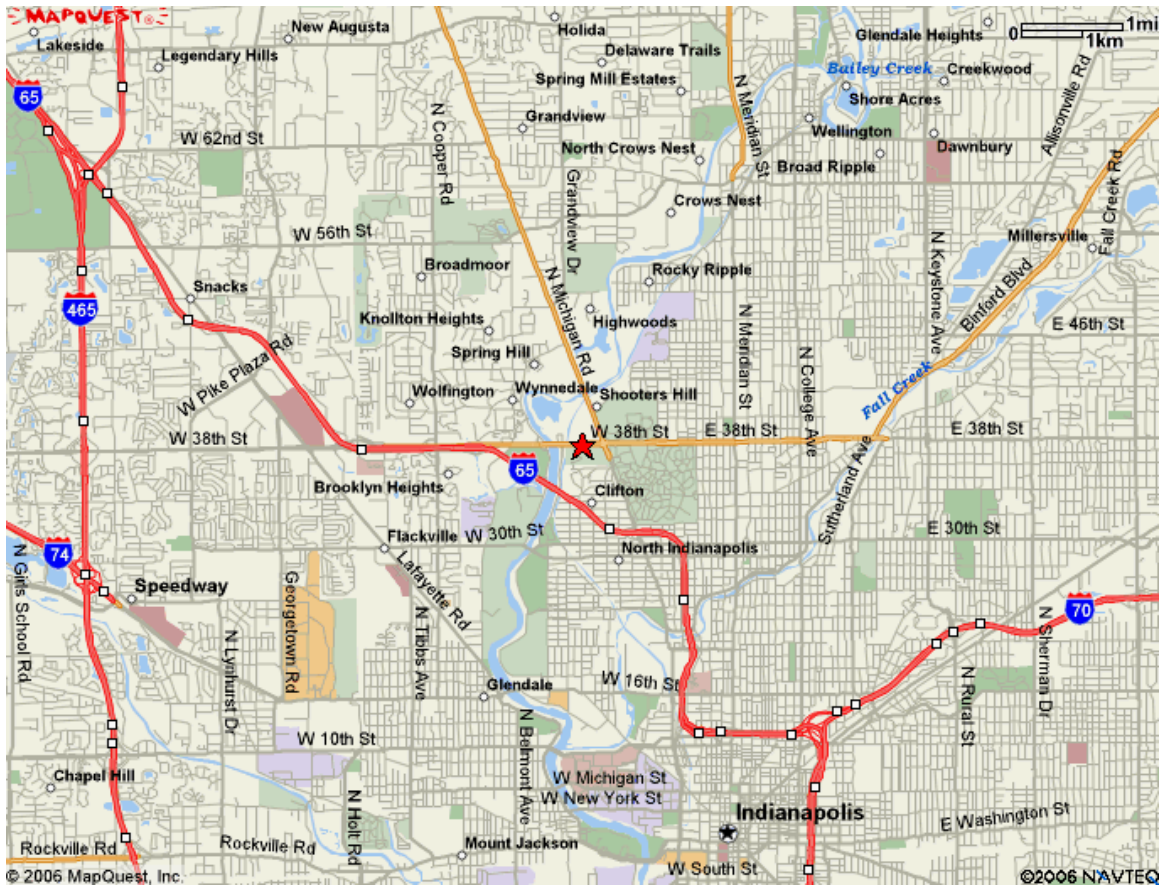 MAPQUEST
New Augusta
Holida
Lakeside
Legendary Hills
Delaware Trails
Glendale Heights
0
1mi
1km
Spring Mill Estates
Bailey Creek
Creekwood
65
Shore Acres
Allisonville Rd
N Meridian St
N Cooper Rd
Grandview
W 62nd St
Wellington
Dawnbury
North Crows Nest
Broad Ripple
Grandview Dr
Crows Nest
Fall Creek Rd
W 56th St
Millersville
N Keystone Ave
Broadmoor
Rocky Ripple
Snacks
465
N Michigan Rd
Binford Blvd
Knollton Heights
Highwoods
N Meridian St
E 46th St
W Pike Plaza Rd
Spring Hill
N College Ave
Wolfington
Wynnedale
Shooters Hill
Fall Creek
W 38th St
W 38th St
E 38th St
E 38th St
65
Brooklyn Heights
Clifton
Sutherland Ave
Flackville
W 30th St
E 30th St
74
North Indianapolis
N Girls School Rd
Speedway
Georgetown Rd
Lafayette Rd
70
N Lynhurst Dr
N Tibbs Ave
N Sherman Dr
Glendale
W 16th St
N Rural St
W 10th St
N Belmont Ave
Chapel Hill
W Michigan St
W New York St
N Holt Rd
Indianapolis
E Washington St
Rockville Rd
Rockville Rd
Mount Jackson
W South St
© 2006 MapQuest, Inc.
©2006 NAVTEQ